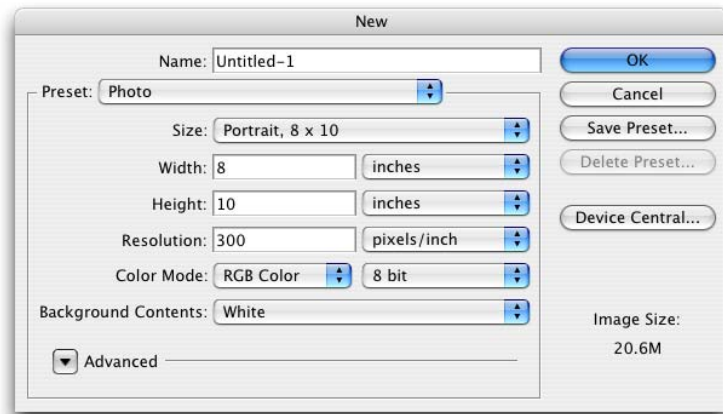 New
Name: Untitled-1
OK
Preset: Photo
Cancel
Size: Portrait, 8 x 10
Save Preset...
Width: 8 inches
Delete Preset...
Height: 10 inches
Device Central...
Resolution: 300 pixels/inch
Color Mode: RGB Color 8 bit
Background Contents: White
Image Size:
20.6M
Advanced